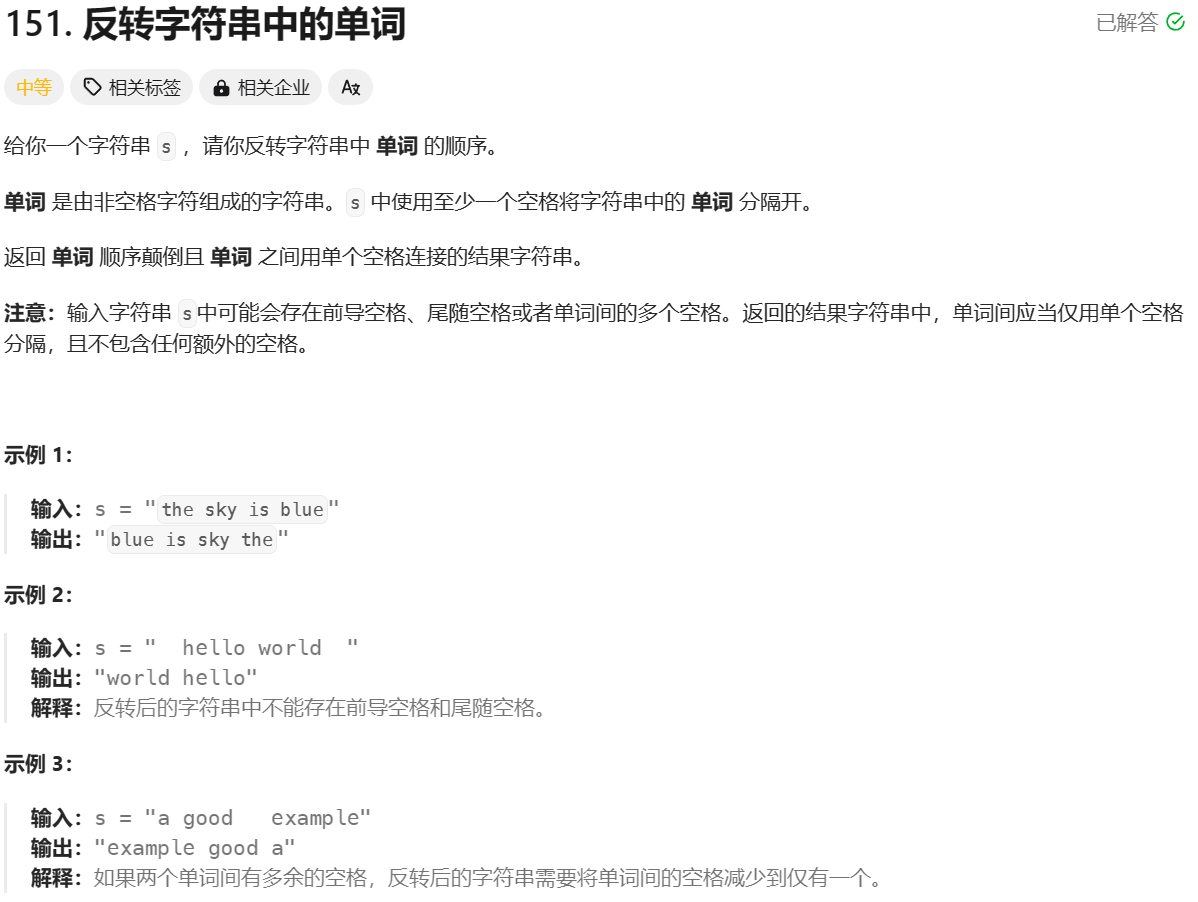 151. 反转字符串中的单词
已解答
中等 相关标签 相关企业 Aż
给你一个字符串 s ，请你反转字符串中 单词 的顺序。
单词 是由非空格字符组成的字符串。s 中使用至少一个空格将字符串中的 单词 分隔开。
返回 单词 顺序颠倒且 单词 之间用单个空格连接的结果字符串。
注意：输入字符串 s中可能会存在前导空格、尾随空格或者单词间的多个空格。返回的结果字符串中，单词间应当仅用单个空格
分隔，且不包含任何额外的空格。
示例 1：
输入：s = "the sky is blue"
输出："blue is sky the"
示例 2：
输入：s = "  hello world  "
输出："world hello"
解释：反转后的字符串中不能存在前导空格和尾随空格。
示例 3：
输入：s = "a good   example"
输出："example good a"
解释：如果两个单词间有多余的空格，反转后的字符串需要将单词间的空格减少到仅有一个。